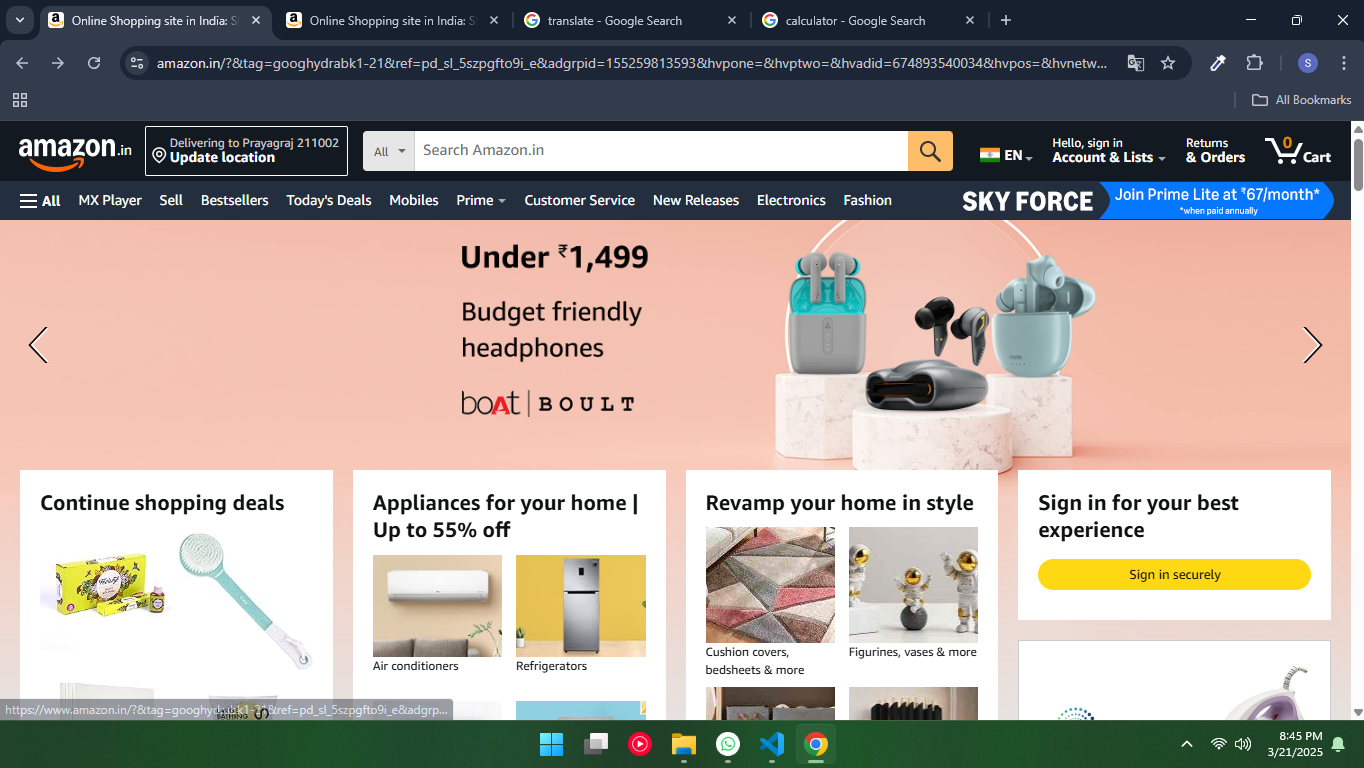 Online Shopping site in India: S
Online Shopping site in India: S
translate - Google Search
calculator - Google Search
amazon.in/?&tag=googhydrabk1-21&ref=pd_sl_5szpgfto9i_e&adgrpid=155259813593&hvpone=&hvptwo=&hvadid=674893540034&hvpos=&hvnetw...
S
All Bookmarks
amazon.in
Delivering to Prayagraj 211002
Update location
All
Search Amazon.in
EN
Hello, sign in
Account & Lists
Returns
& Orders
0
Cart
All
MX Player
Sell
Bestsellers
Today's Deals
Mobiles
Prime
Customer Service
New Releases
Electronics
Fashion
SKY FORCE
Join Prime Lite at ₹67/month*
*when paid annually
Under ₹1,499
Budget friendly
headphones
boAt | BOULT
Continue shopping deals
Appliances for your home |
Up to 55% off
Air conditioners
Refrigerators
Revamp your home in style
Cushion covers,
bedsheets & more
Figurines, vases & more
Sign in for your best
experience
Sign in securely
BATHING
https://www.amazon.in/?&tag=googhydrabk1-21&ref=pd_sl_5szpgfto9i_e&adgrp...
8:45 PM
3/21/2025